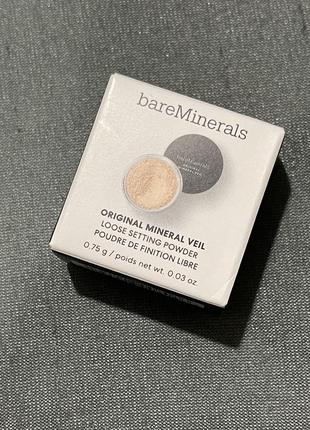 bareMinerals
ORIGINAL MINERAL VEIL
LOOSE SETTING POWDER
POUDRE DE FINITION LIBRE
0.75 g / poids net wt. 0.03 oz.